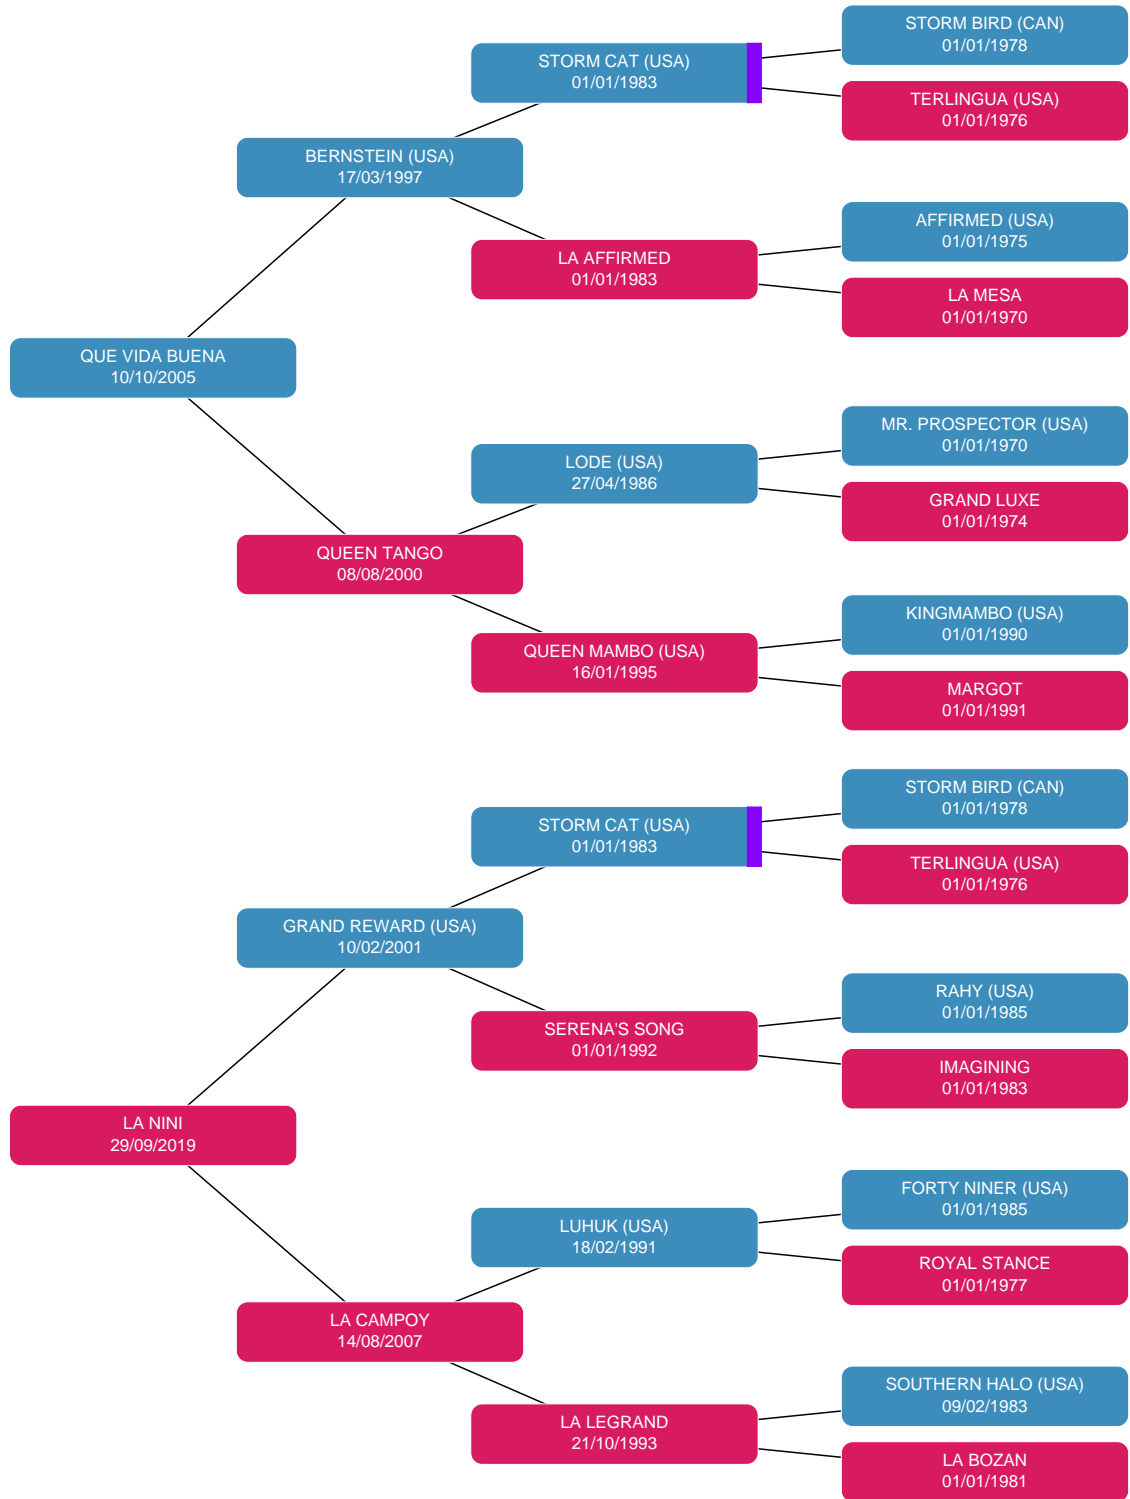 STORM BIRD (CAN)
01/01/1978
STORM CAT (USA)
01/01/1983
TERLINGUA (USA)
01/01/1976
BERNSTEIN (USA)
17/03/1997
AFFIRMED (USA)
01/01/1975
LA AFFIRMED
01/01/1983
LA MESA
01/01/1970
QUE VIDA BUENA
10/10/2005
MR. PROSPECTOR (USA)
01/01/1970
LODE (USA)
27/04/1986
GRAND LUXE
01/01/1974
QUEEN TANGO
08/08/2000
KINGMAMBO (USA)
01/01/1990
QUEEN MAMBO (USA)
16/01/1995
MARGOT
01/01/1991
STORM BIRD (CAN)
01/01/1978
STORM CAT (USA)
01/01/1983
TERLINGUA (USA)
01/01/1976
GRAND REWARD (USA)
10/02/2001
RAHY (USA)
01/01/1985
SERENA'S SONG
01/01/1992
IMAGINING
01/01/1983
LA NINI
29/09/2019
FORTY NINER (USA)
01/01/1985
LUHUK (USA)
18/02/1991
ROYAL STANCE
01/01/1977
LA CAMPOY
14/08/2007
SOUTHERN HALO (USA)
09/02/1983
LA LEGRAND
21/10/1993
LA BOZAN
01/01/1981